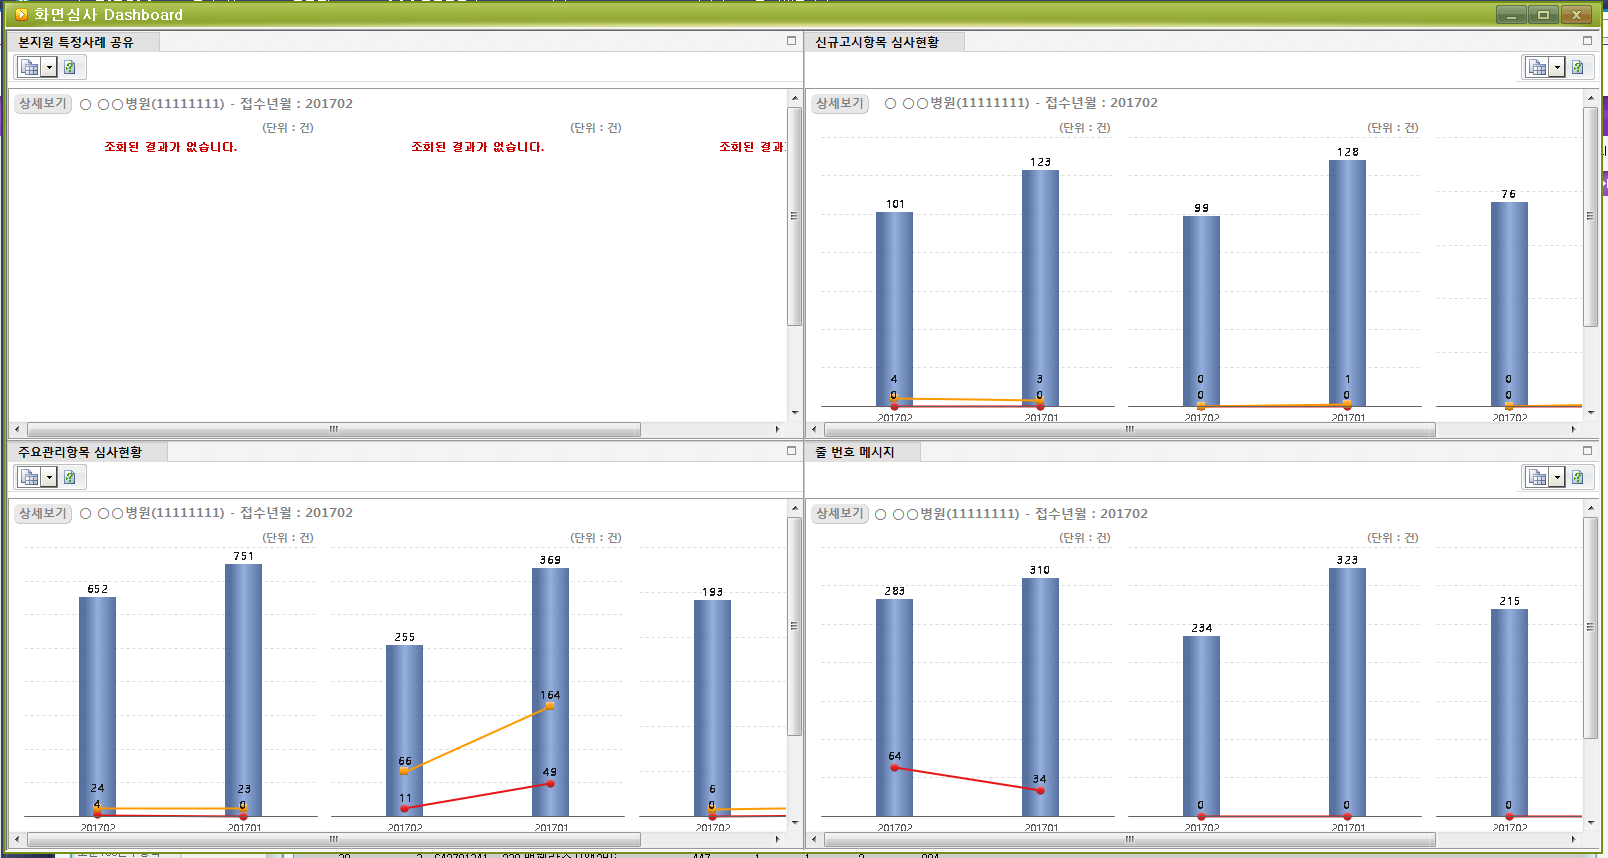 화면심사 Dashboard
본지원 특정사례 공유
상세보기 ○ ○○병원(11111111) - 접수년월 : 201702
(단위 : 건) (단위 : 건)
조회된 결과가 없습니다. 조회된 결과가 없습니다. 조회된 결과
신규고시항목 심사현황
상세보기 ○ ○○병원(11111111) - 접수년월 : 201702
(단위 : 건) (단위 : 건)
101 123 99 128 76
4 3 0 1 0
0 0 0 0 0
201702 201701 201702 201701 201702
주요관리항목 심사현황
상세보기 ○ ○○병원(11111111) - 접수년월 : 201702
(단위 : 건) (단위 : 건)
652 751 255 369 193
24 23 66 164 6
4 0 11 49 0
201702 201701 201702 201701 201702
줄 번호 메시지
상세보기 ○ ○○병원(11111111) - 접수년월 : 201702
(단위 : 건) (단위 : 건)
283 310 234 323 215
64 34 0 0 0
201702 201701 201702 201701 201702